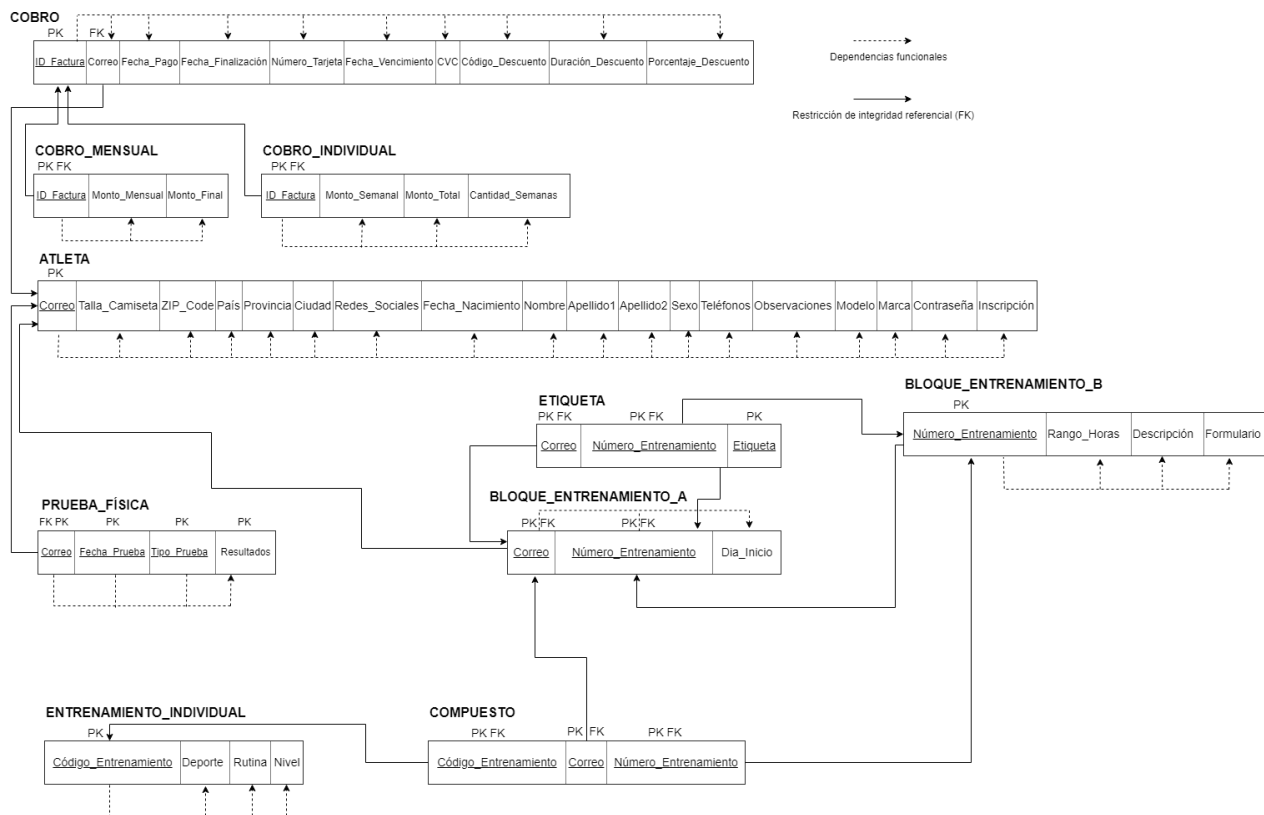 COBRO
PK FK
ID_Factura Correo Fecha_Pago Fecha_Finalización Número_Tarjeta Fecha_Vencimiento CVC Código_Descuento Duración_Descuento Porcentaje_Descuento
Dependencias funcionales
Restricción de integridad referencial (FK)
COBRO_MENSUAL
PK FK
ID_Factura Monto_Mensual Monto_Final
COBRO_INDIVIDUAL
PK FK
ID_Factura Monto_Semanal Monto_Total Cantidad_Semanas
ATLETA
PK
Correo Talla_Camiseta ZIP_Code País Provincia Ciudad Redes_Sociales Fecha_Nacimiento Nombre Apellido1 Apellido2 Sexo Teléfonos Observaciones Modelo Marca Contraseña Inscripción
ETIQUETA
PK FK PK FK PK
Correo Número_Entrenamiento Etiqueta
BLOQUE_ENTRENAMIENTO_B
PK
Número_Entrenamiento Rango_Horas Descripción Formulario
PRUEBA_FÍSICA
FK PK PK PK PK
Correo Fecha_Prueba Tipo_Prueba Resultados
BLOQUE_ENTRENAMIENTO_A
PK FK PK FK
Correo Número_Entrenamiento Dia_Inicio
ENTRENAMIENTO_INDIVIDUAL
PK
Código_Entrenamiento Deporte Rutina Nivel
COMPUESTO
PK FK PK FK PK FK
Código_Entrenamiento Correo Número_Entrenamiento